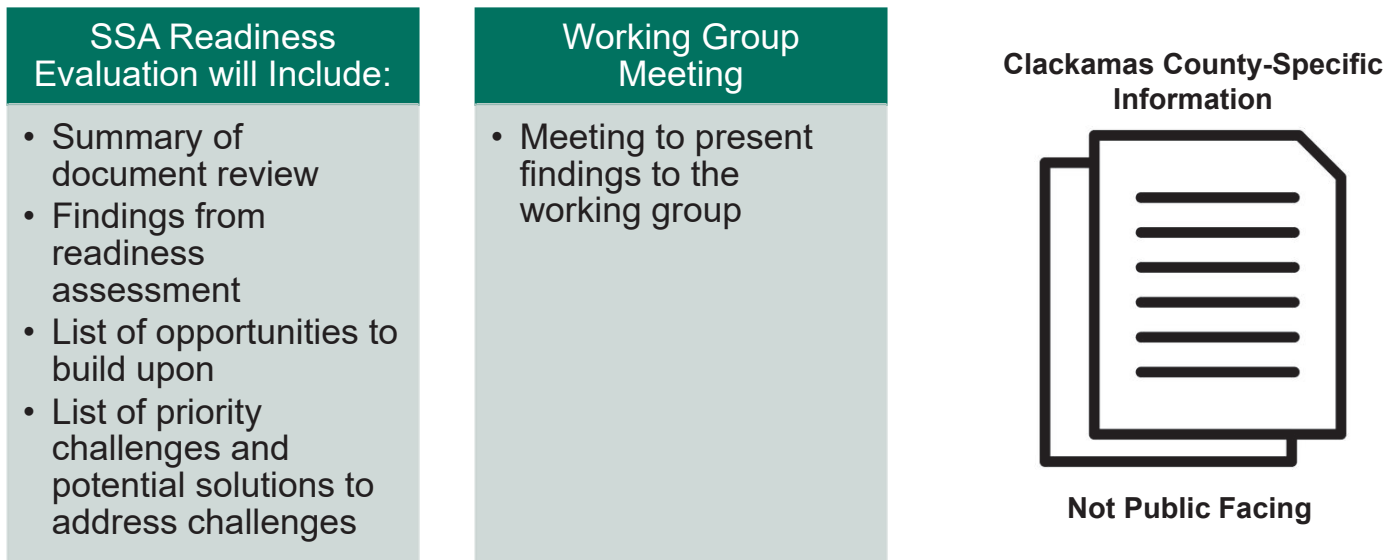 SSA Readiness
Evaluation will Include:
• Summary of
document review
• Findings from
readiness
assessment
• List of opportunities to
build upon
• List of priority
challenges and
potential solutions to
address challenges
Working Group
Meeting
• Meeting to present
findings to the
working group
Clackamas County-Specific
Information
Not Public Facing